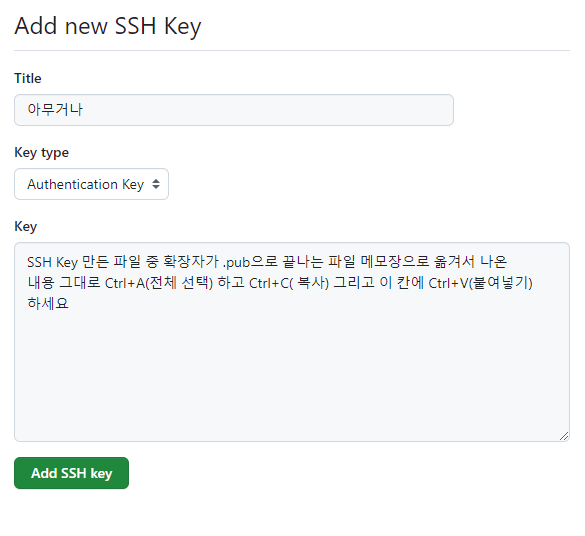 Add new SSH Key
Title
아무거나
Key type
Authentication Key
Key
SSH Key 만든 파일 중 확장자가 .pub으로 끝나는 파일 메모장으로 옮겨서 나온
내용 그대로 Ctrl+A(전체 선택) 하고 Ctrl+C( 복사) 그리고 이 칸에 Ctrl+V(붙여넣기)
하세요
Add SSH key